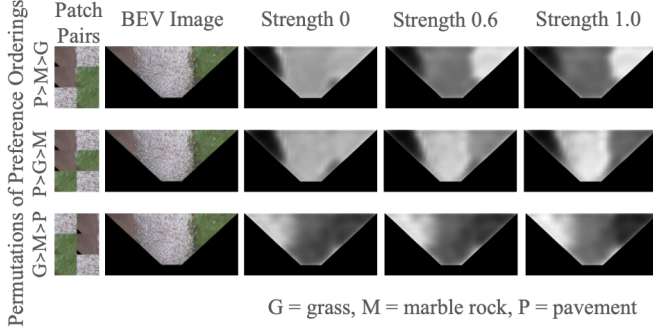 Patch
Pairs
BEV Image
Strength 0
Strength 0.6
Strength 1.0
Permutations of Preference Orderings
P>M>G
P>G>M
G>M>P
G = grass, M = marble rock, P = pavement